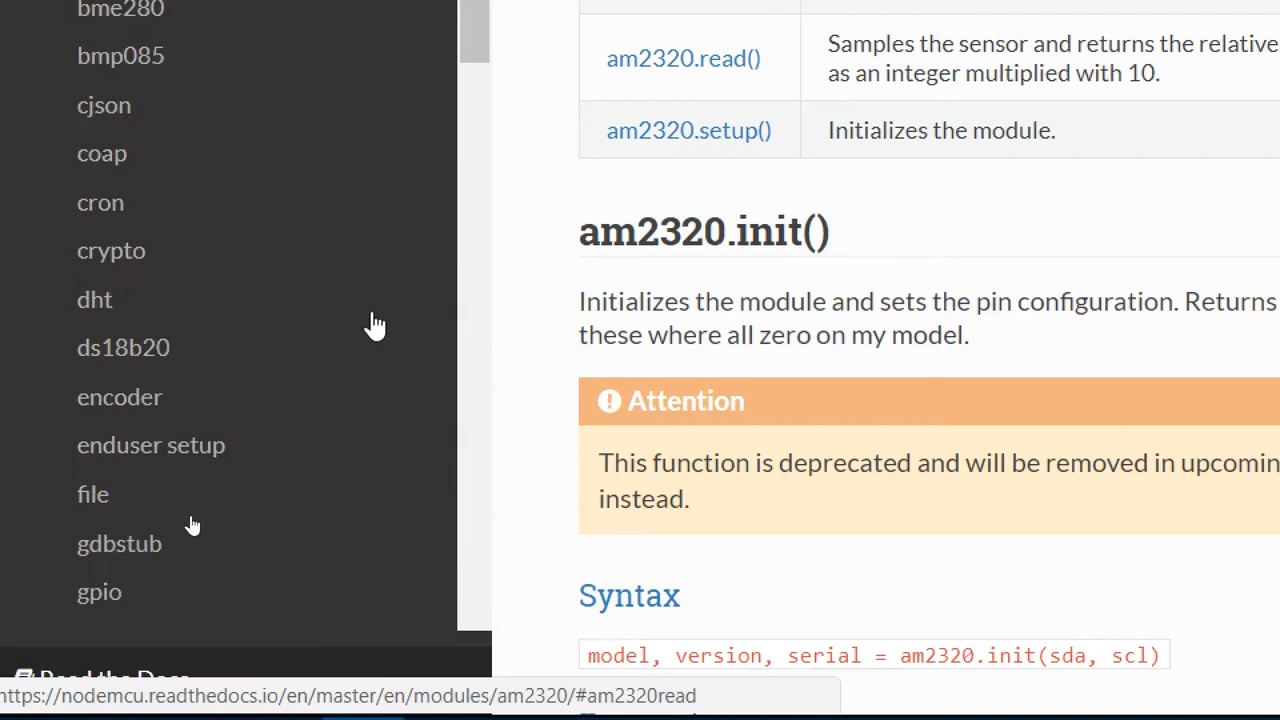 bme280
bmp085
cjson
coap
cron
crypto
dht
ds18b20
encoder
enduser setup
file
gdbstub
gpio
Read the Docs
am2320.read()
Samples the sensor and returns the relative
as an integer multiplied with 10.
am2320.setup()
Initializes the module.
am2320.init()
Initializes the module and sets the pin configuration. Returns
these where all zero on my model.
Attention
This function is deprecated and will be removed in upcomin
instead.
Syntax
model, version, serial = am2320.init(sda, scl)
https://nodemcu.readthedocs.io/en/master/en/modules/am2320/#am2320read